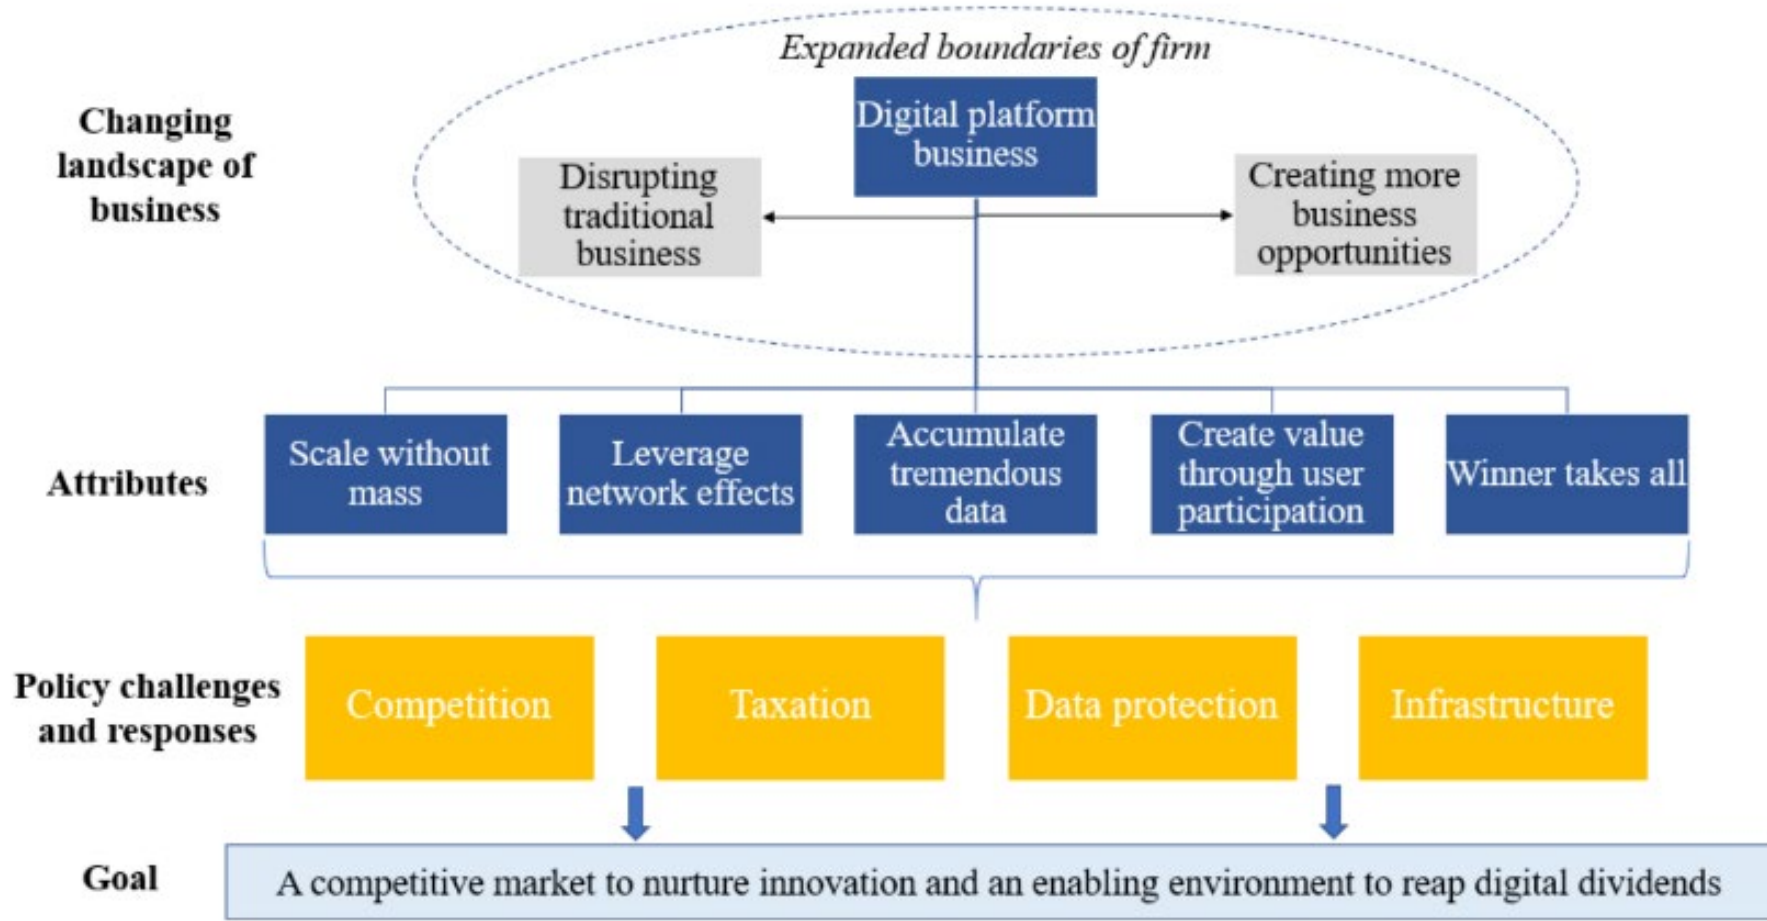 Expanded boundaries of firm
Changing
landscape of
business
Digital platform
business
Disrupting
traditional
business
Creating more
business
opportunities
Attributes
Scale without
mass
Leverage
network effects
Accumulate
tremendous
data
Create value
through user
participation
Winner takes all
Policy challenges
and responses
Competition
Taxation
Data protection
Infrastructure
Goal
A competitive market to nurture innovation and an enabling environment to reap digital dividends